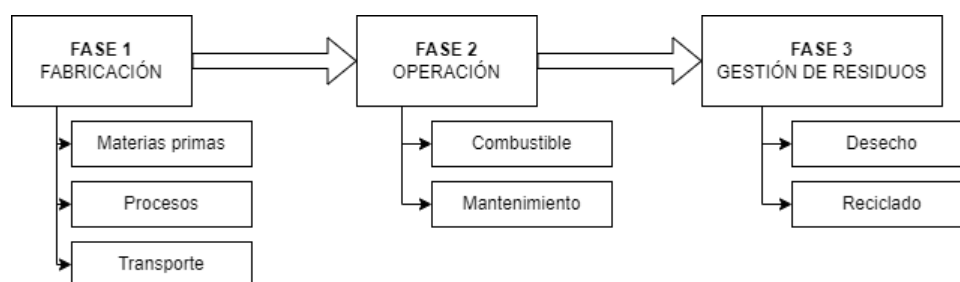 FASE 1
FABRICACIÓN
Materias primas
Procesos
Transporte
FASE 2
OPERACIÓN
Combustible
Mantenimiento
FASE 3
GESTIÓN DE RESIDUOS
Desecho
Reciclado